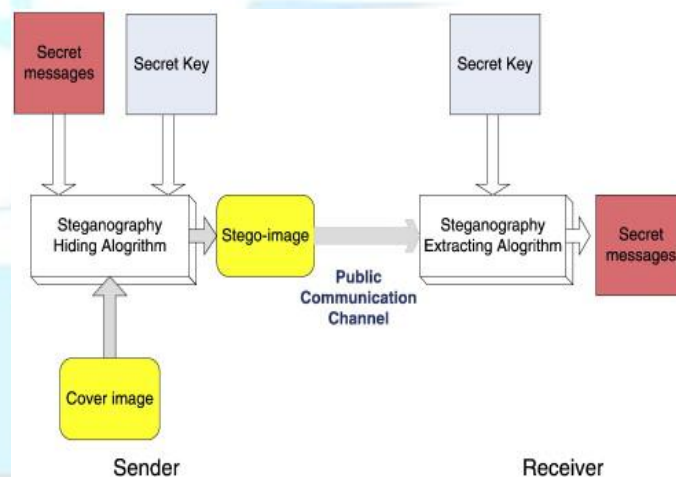 Secret
messages
Secret Key
Secret Key
Steganography
Hiding Alogrithm
Stego-image
Steganography
Extracting Alogrithm
Secret
messages
Public
Communication
Channel
Cover image
Sender
Receiver